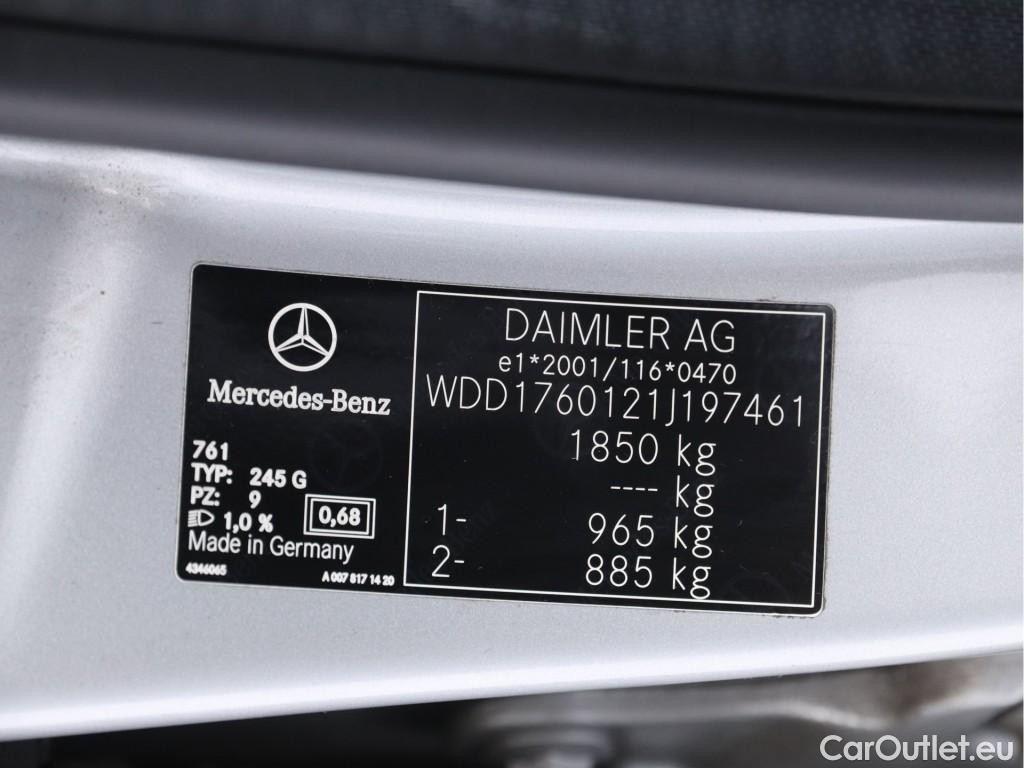 Mercedes-Benz
761
TYP: 245 G
PZ: 9
1,0 %
0,68
Made in Germany
4346065
A 007 817 14 20
DAIMLER AG
e1*2001/116*0470
WDD1760121J197461
1850 kg
---- kg
1- 965 kg
2- 885 kg
CarOutlet.eu